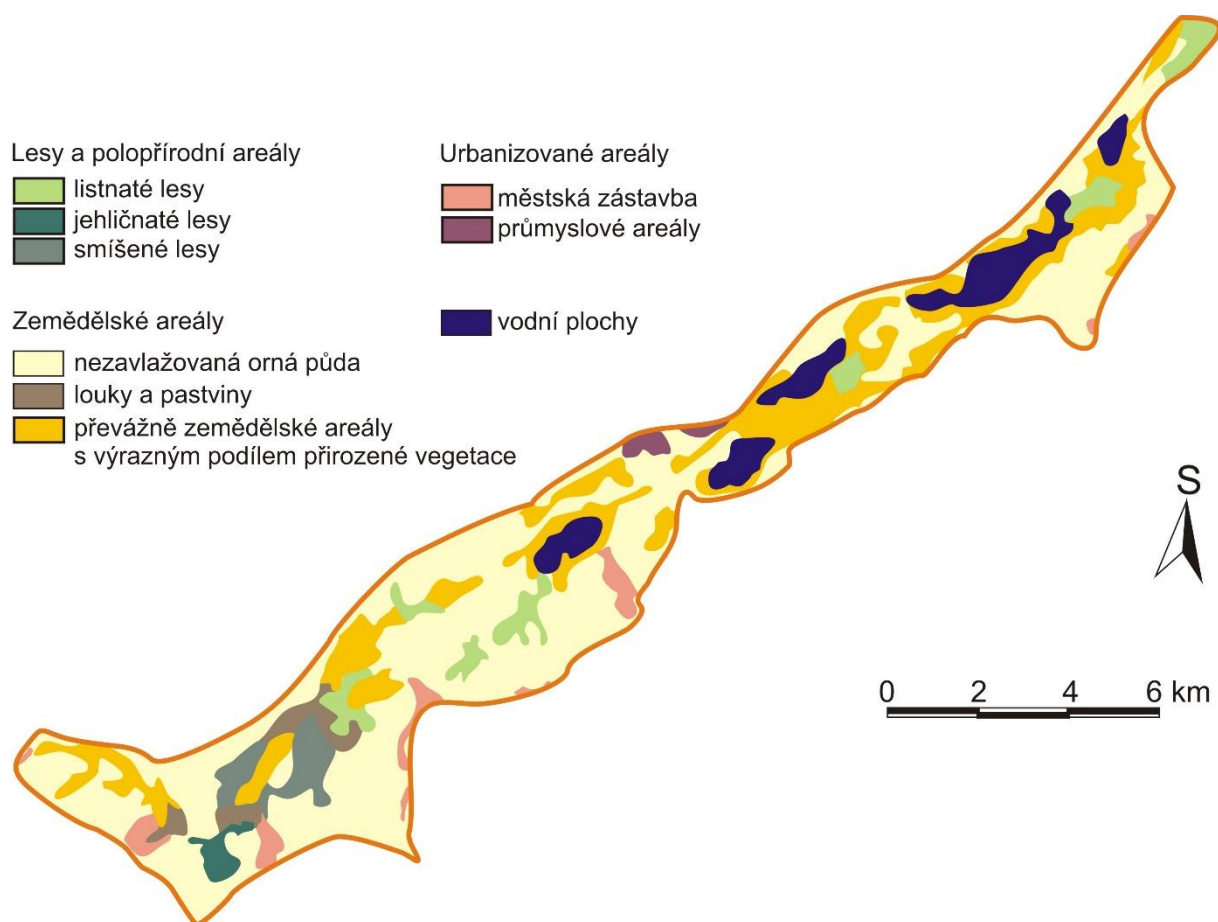 Lesy a polopřírodní areály
listnaté lesy
jehličnaté lesy
smíšené lesy
Zemědělské areály
nezavlažovaná orná půda
louky a pastviny
převážně zemědělské areály
s výrazným podílem přirozené vegetace
Urbanizované areály
městská zástavba
průmyslové areály
vodní plochy
S
0 2 4 6 km